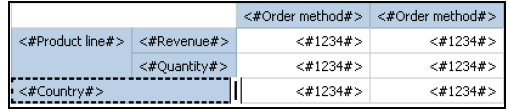 <#Order method#> <#Order method#>
<#Product line#> <#Revenue#> <#1234#> <#1234#>
<#Quantity#> <#1234#> <#1234#>
<#Country#> <#1234#> <#1234#>